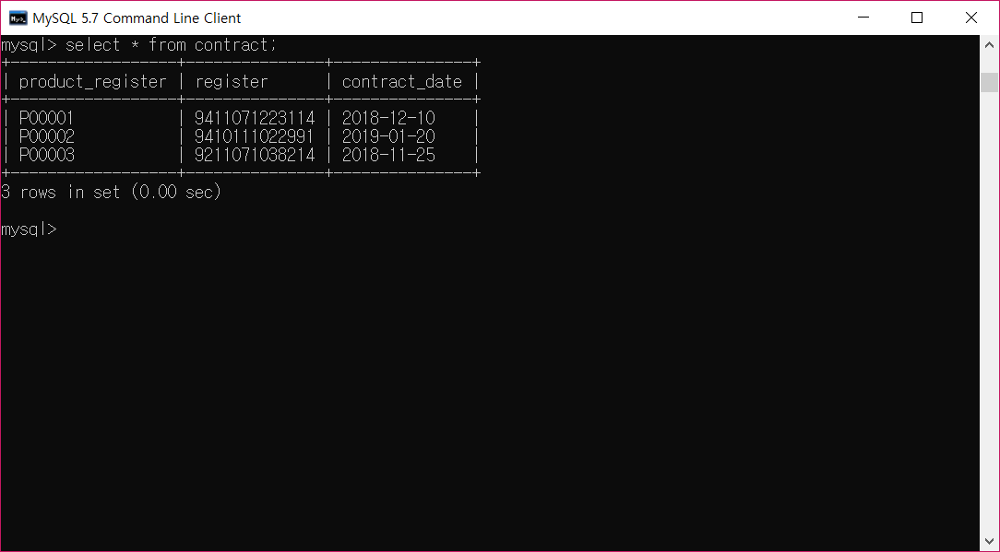 MySQL 5.7 Command Line Client
mysql> select * from contract;
+------------------+---------------+---------------+
| product_register | register      | contract_date |
+------------------+---------------+---------------+
| P00001           | 9411071223114 | 2018-12-10    |
| P00002           | 9410111022991 | 2019-01-20    |
| P00003           | 9211071038214 | 2018-11-25    |
+------------------+---------------+---------------+
3 rows in set (0.00 sec)
mysql>